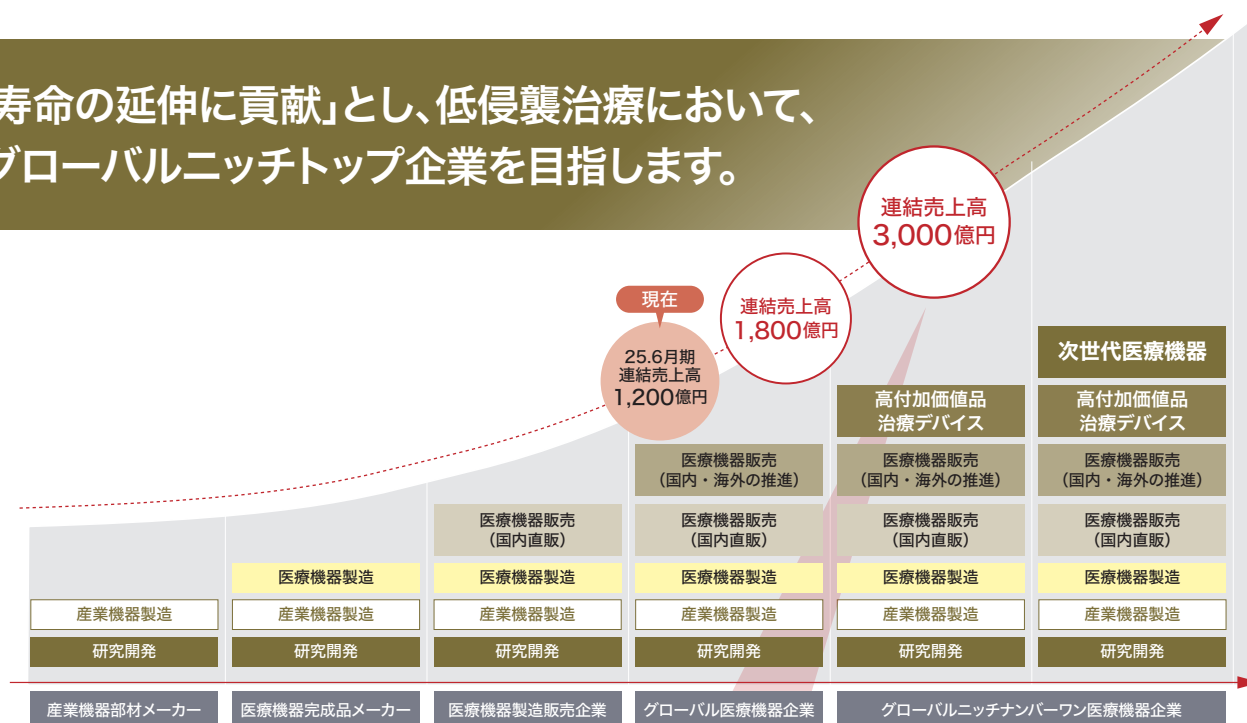 寿命の延伸に貢献」とし、低侵襲治療において、
グローバルニッチトップ企業を目指します。
連結売上高
3,000億円
現在
連結売上高
1,800億円
25.6月期
連結売上高
1,200億円
次世代医療機器
高付加価値品
治療デバイス
高付加価値品
治療デバイス
医療機器販売
（国内・海外の推進）
医療機器販売
（国内・海外の推進）
医療機器販売
（国内・海外の推進）
医療機器販売
（国内直販）
医療機器販売
（国内直販）
医療機器販売
（国内直販）
医療機器販売
（国内直販）
医療機器製造
医療機器製造
医療機器製造
医療機器製造
医療機器製造
産業機器製造
産業機器製造
産業機器製造
産業機器製造
産業機器製造
産業機器製造
研究開発
研究開発
研究開発
研究開発
研究開発
研究開発
産業機器部材メーカー
医療機器完成品メーカー
医療機器製造販売企業
グローバル医療機器企業
グローバルニッチナンバーワン医療機器企業